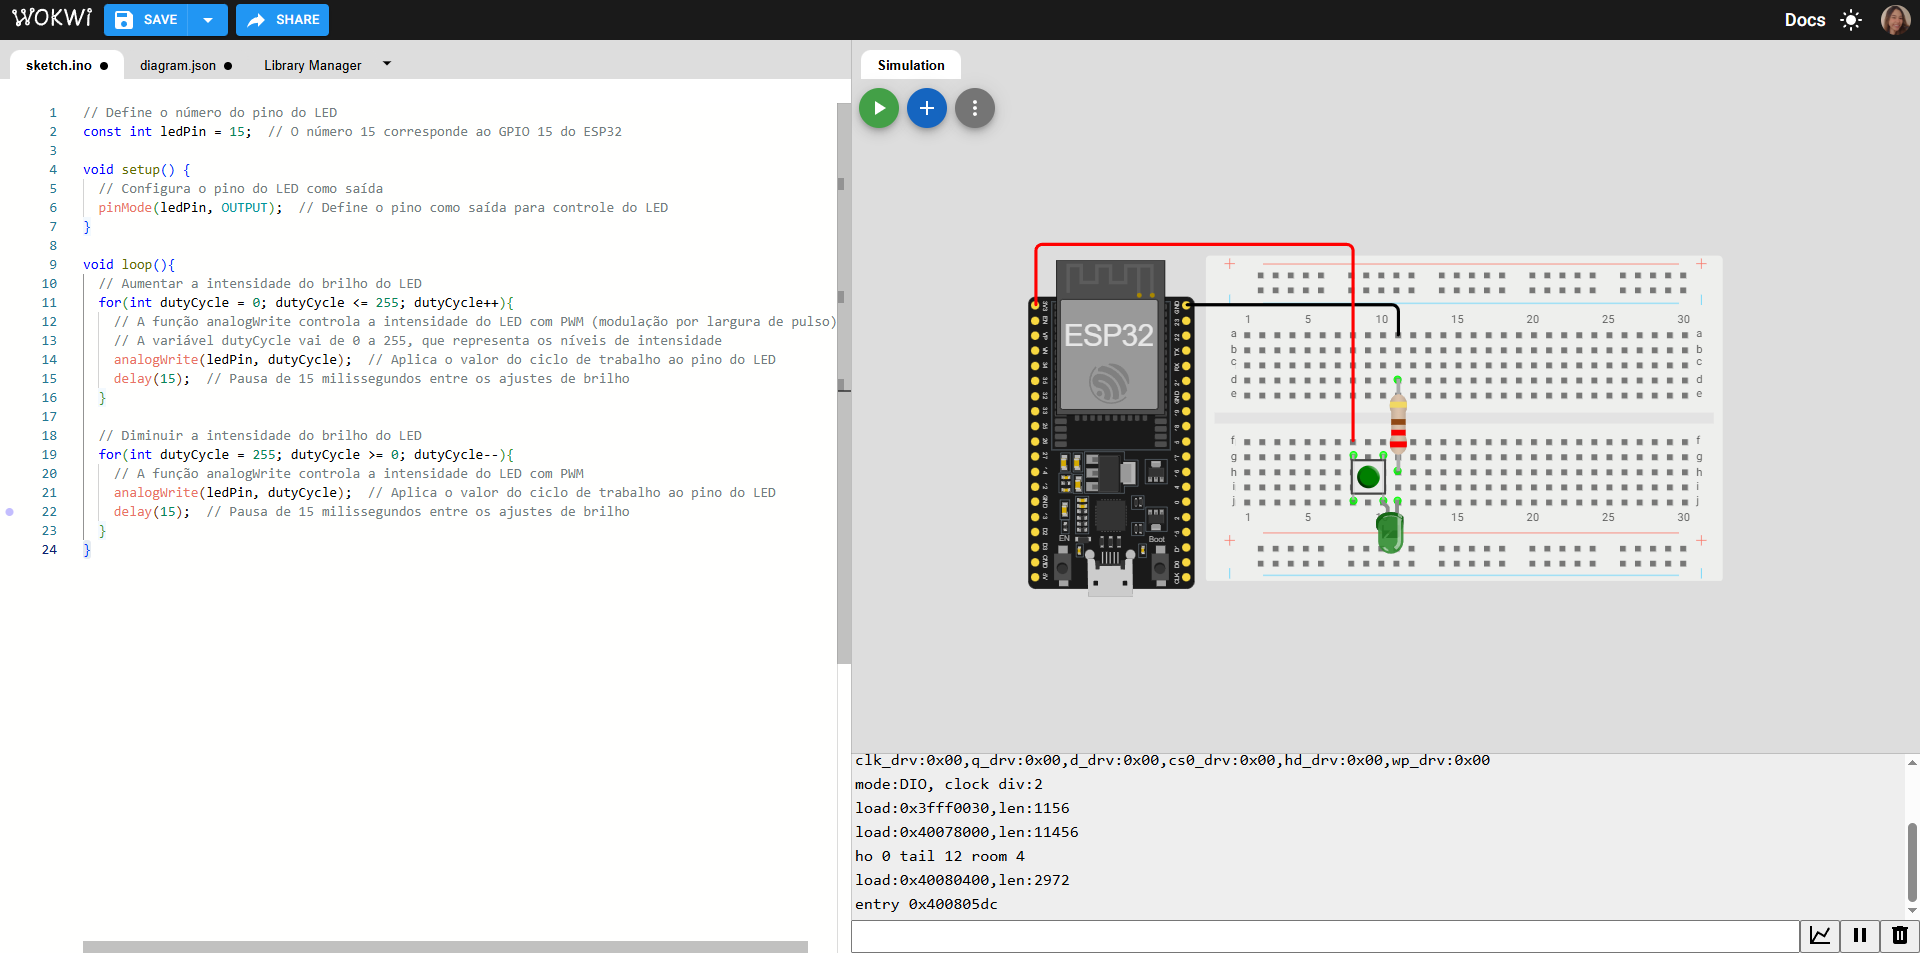 WOKWI
SAVE
SHARE
Docs
sketch.ino ●
diagram.json ●
Library Manager
Simulation
1 // Define o número do pino do LED
2 const int ledPin = 15;  // O número 15 corresponde ao GPIO 15 do ESP32
3
4 void setup() {
5   // Configura o pino do LED como saída
6   pinMode(ledPin, OUTPUT);  // Define o pino como saída para controle do LED
7 }
8
9 void loop(){
10   // Aumentar a intensidade do brilho do LED
11   for(int dutyCycle = 0; dutyCycle <= 255; dutyCycle++){
12     // A função analogWrite controla a intensidade do LED com PWM (modulação por largura de pulso)
13     // A variável dutyCycle vai de 0 a 255, que representa os níveis de intensidade
14     analogWrite(ledPin, dutyCycle);  // Aplica o valor do ciclo de trabalho ao pino do LED
15     delay(15);  // Pausa de 15 milissegundos entre os ajustes de brilho
16   }
17
18   // Diminuir a intensidade do brilho do LED
19   for(int dutyCycle = 255; dutyCycle >= 0; dutyCycle--){
20     // A função analogWrite controla a intensidade do LED com PWM
21     analogWrite(ledPin, dutyCycle);  // Aplica o valor do ciclo de trabalho ao pino do LED
22     delay(15);  // Pausa de 15 milissegundos entre os ajustes de brilho
23   }
24 }
ESP32
EN
Boot
1 5 10 15 20 25 30
a a
b b
c c
d d
e e
f f
g g
h h
i i
j j
1 5 15 20 25 30
clk_drv:0x00,q_drv:0x00,d_drv:0x00,cs0_drv:0x00,hd_drv:0x00,wp_drv:0x00
mode:DIO, clock div:2
load:0x3fff0030,len:1156
load:0x40078000,len:11456
ho 0 tail 12 room 4
load:0x40080400,len:2972
entry 0x400805dc